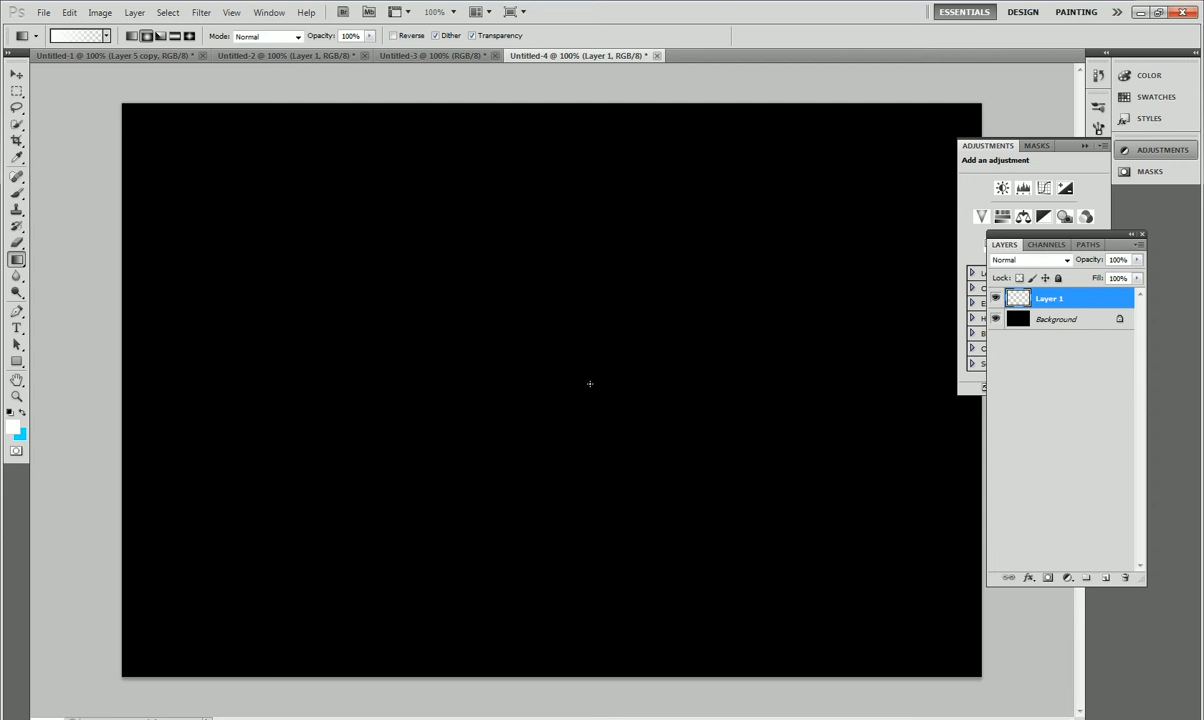 Ps File Edit Image Layer Select Filter View Window Help Br Mb 100% ESSENTIALS DESIGN PAINTING
Mode: Normal Opacity: 100% Reverse Dither Transparency
Untitled-1 @ 100% (Layer 5 copy, RGB/8) * Untitled-2 @ 100% (Layer 1, RGB/8) * Untitled-3 @ 100% (RGB/8) * Untitled-4 @ 100% (Layer 1, RGB/8) *
COLOR
SWATCHES
STYLES
ADJUSTMENTS
MASKS
ADJUSTMENTS MASKS
Add an adjustment
LAYERS CHANNELS PATHS
Normal Opacity: 100%
Lock: Fill: 100%
Layer 1
Background